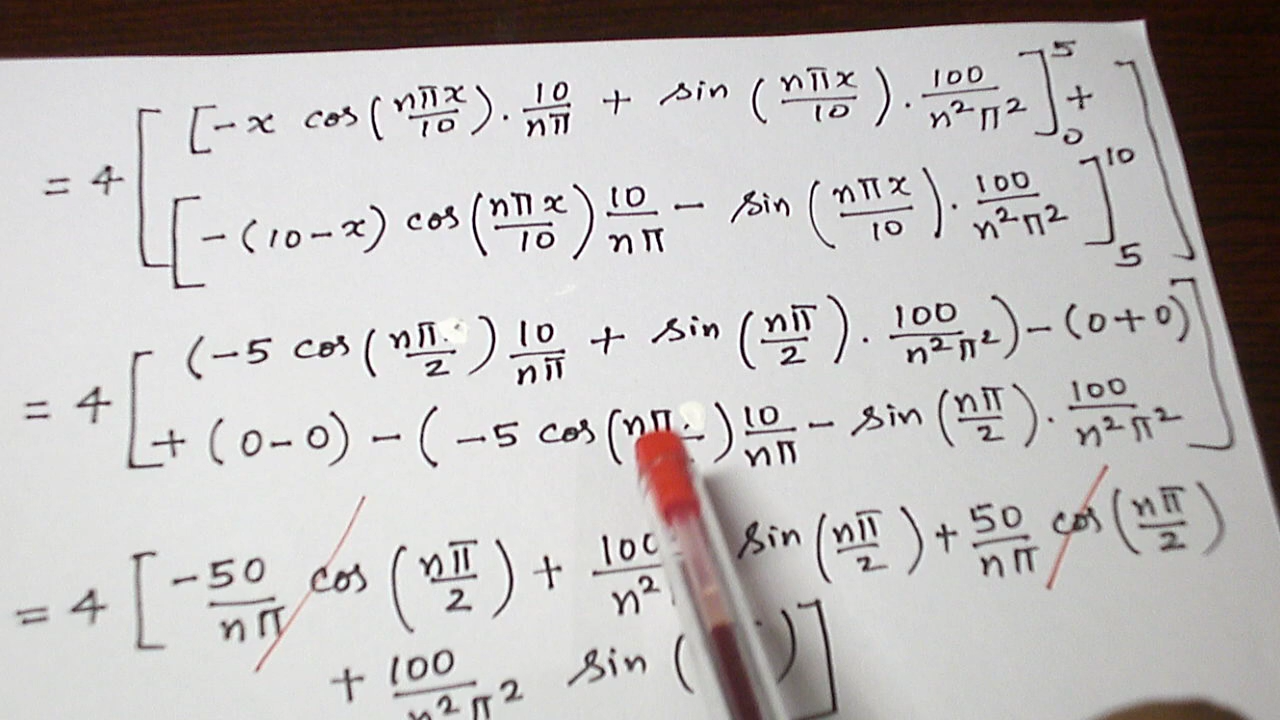 = 4 [ [ -x cos(nπx/10) · 10/nπ + sin(nπx/10) · 100/n²π² ]₀⁵ +
[ -(10-x) cos(nπx/10) 10/nπ - sin(nπx/10) · 100/n²π² ]₅¹⁰ ]
= 4 [ (-5 cos(nπ/2) 10/nπ + sin(nπ/2) · 100/n²π²) - (0+0)
+ (0-0) - (-5 cos(nπ/) 10/nπ - sin(nπ/2) · 100/n²π² ]
= 4 [ -50/nπ cos(nπ/2) + 100/n² sin(nπ/2) + 50/nπ cos(nπ/2)
+ 100/n²π² sin( ) ]